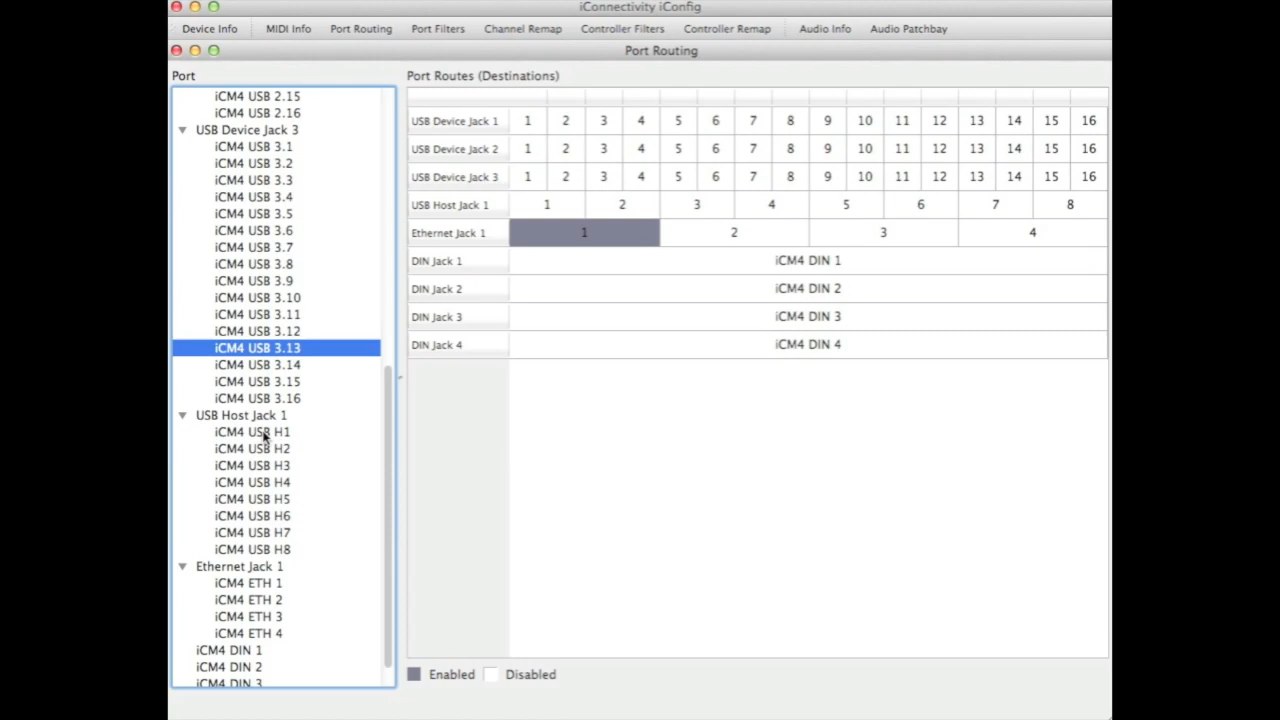 iConnectivity iConfig
Device Info MIDI Info Port Routing Port Filters Channel Remap Controller Filters Controller Remap Audio Info Audio Patchbay
Port Routing
Port
iCM4 USB 2.15
iCM4 USB 2.16
USB Device Jack 3
iCM4 USB 3.1
iCM4 USB 3.2
iCM4 USB 3.3
iCM4 USB 3.4
iCM4 USB 3.5
iCM4 USB 3.6
iCM4 USB 3.7
iCM4 USB 3.8
iCM4 USB 3.9
iCM4 USB 3.10
iCM4 USB 3.11
iCM4 USB 3.12
iCM4 USB 3.13
iCM4 USB 3.14
iCM4 USB 3.15
iCM4 USB 3.16
USB Host Jack 1
iCM4 USB H1
iCM4 USB H2
iCM4 USB H3
iCM4 USB H4
iCM4 USB H5
iCM4 USB H6
iCM4 USB H7
iCM4 USB H8
Ethernet Jack 1
iCM4 ETH 1
iCM4 ETH 2
iCM4 ETH 3
iCM4 ETH 4
iCM4 DIN 1
iCM4 DIN 2
iCM4 DIN 3
Port Routes (Destinations)
USB Device Jack 1 1 2 3 4 5 6 7 8 9 10 11 12 13 14 15 16
USB Device Jack 2 1 2 3 4 5 6 7 8 9 10 11 12 13 14 15 16
USB Device Jack 3 1 2 3 4 5 6 7 8 9 10 11 12 13 14 15 16
USB Host Jack 1 1 2 3 4 5 6 7 8
Ethernet Jack 1 1 2 3 4
DIN Jack 1 iCM4 DIN 1
DIN Jack 2 iCM4 DIN 2
DIN Jack 3 iCM4 DIN 3
DIN Jack 4 iCM4 DIN 4
Enabled Disabled